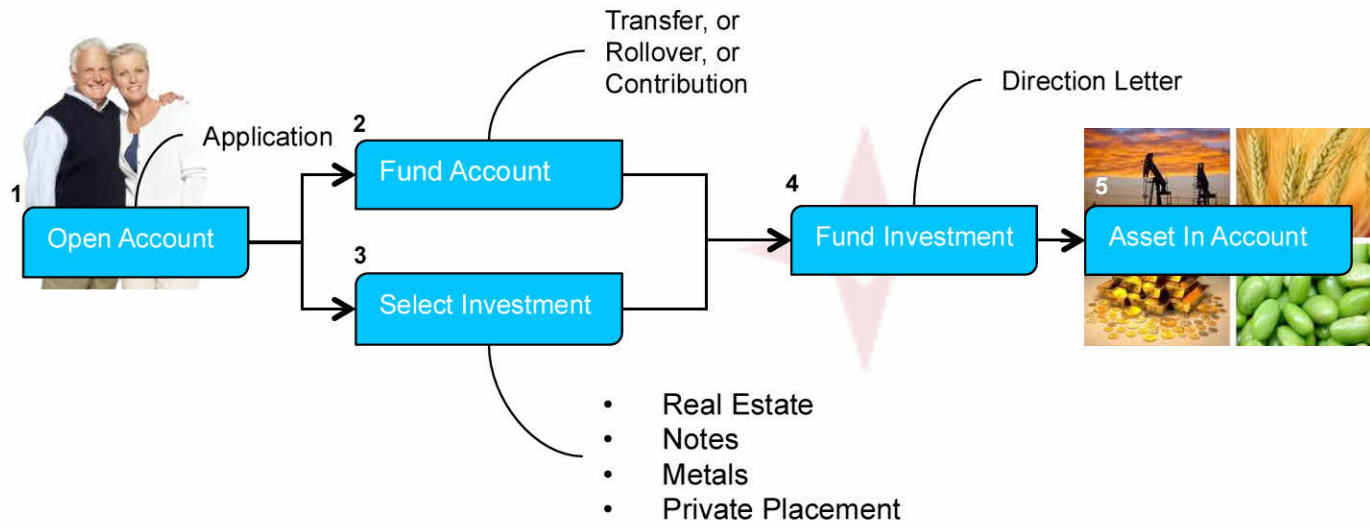 Transfer, or
Rollover, or
Contribution
Direction Letter
Application
2
Fund Account
1
Open Account
4
Fund Investment
5
Asset In Account
3
Select Investment
• Real Estate
• Notes
• Metals
• Private Placement